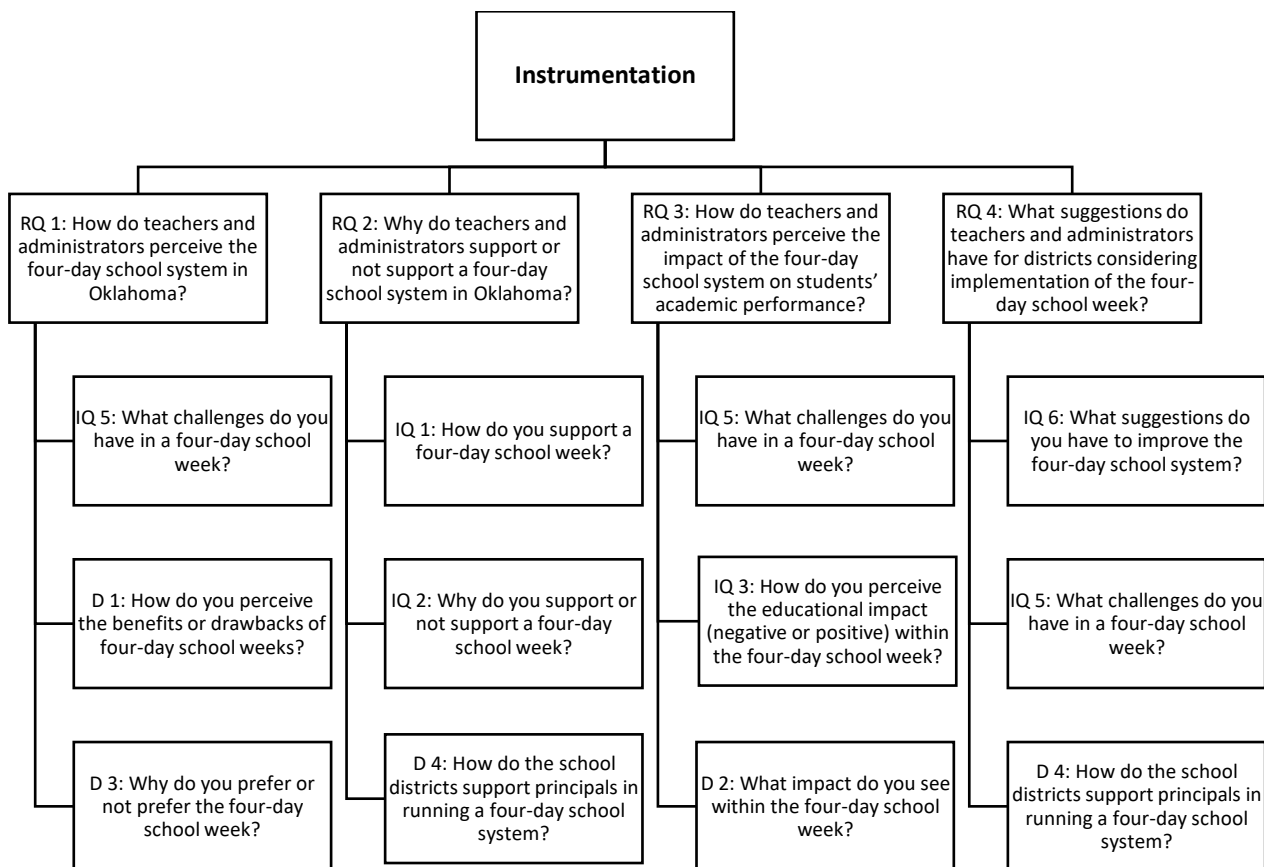 Instrumentation
RQ 1: How do teachers and
administrators perceive the
four-day school system in
Oklahoma?
RQ 2: Why do teachers and
administrators support or
not support a four-day
school system in Oklahoma?
RQ 3: How do teachers and
administrators perceive the
impact of the four-day
school system on students’
academic performance?
RQ 4: What suggestions do
teachers and administrators
have for districts considering
implementation of the four-
day school week?
IQ 5: What challenges do you
have in a four-day school
week?
IQ 1: How do you support a
four-day school week?
IQ 5: What challenges do you
have in a four-day school
week?
IQ 6: What suggestions do
you have to improve the
four-day school system?
D 1: How do you perceive
the benefits or drawbacks of
four-day school weeks?
IQ 2: Why do you support or
not support a four-day
school week?
IQ 3: How do you perceive
the educational impact
(negative or positive) within
the four-day school week?
IQ 5: What challenges do you
have in a four-day school
week?
D 3: Why do you prefer or
not prefer the four-day
school week?
D 4: How do the school
districts support principals in
running a four-day school
system?
D 2: What impact do you see
within the four-day school
week?
D 4: How do the school
districts support principals in
running a four-day school
system?